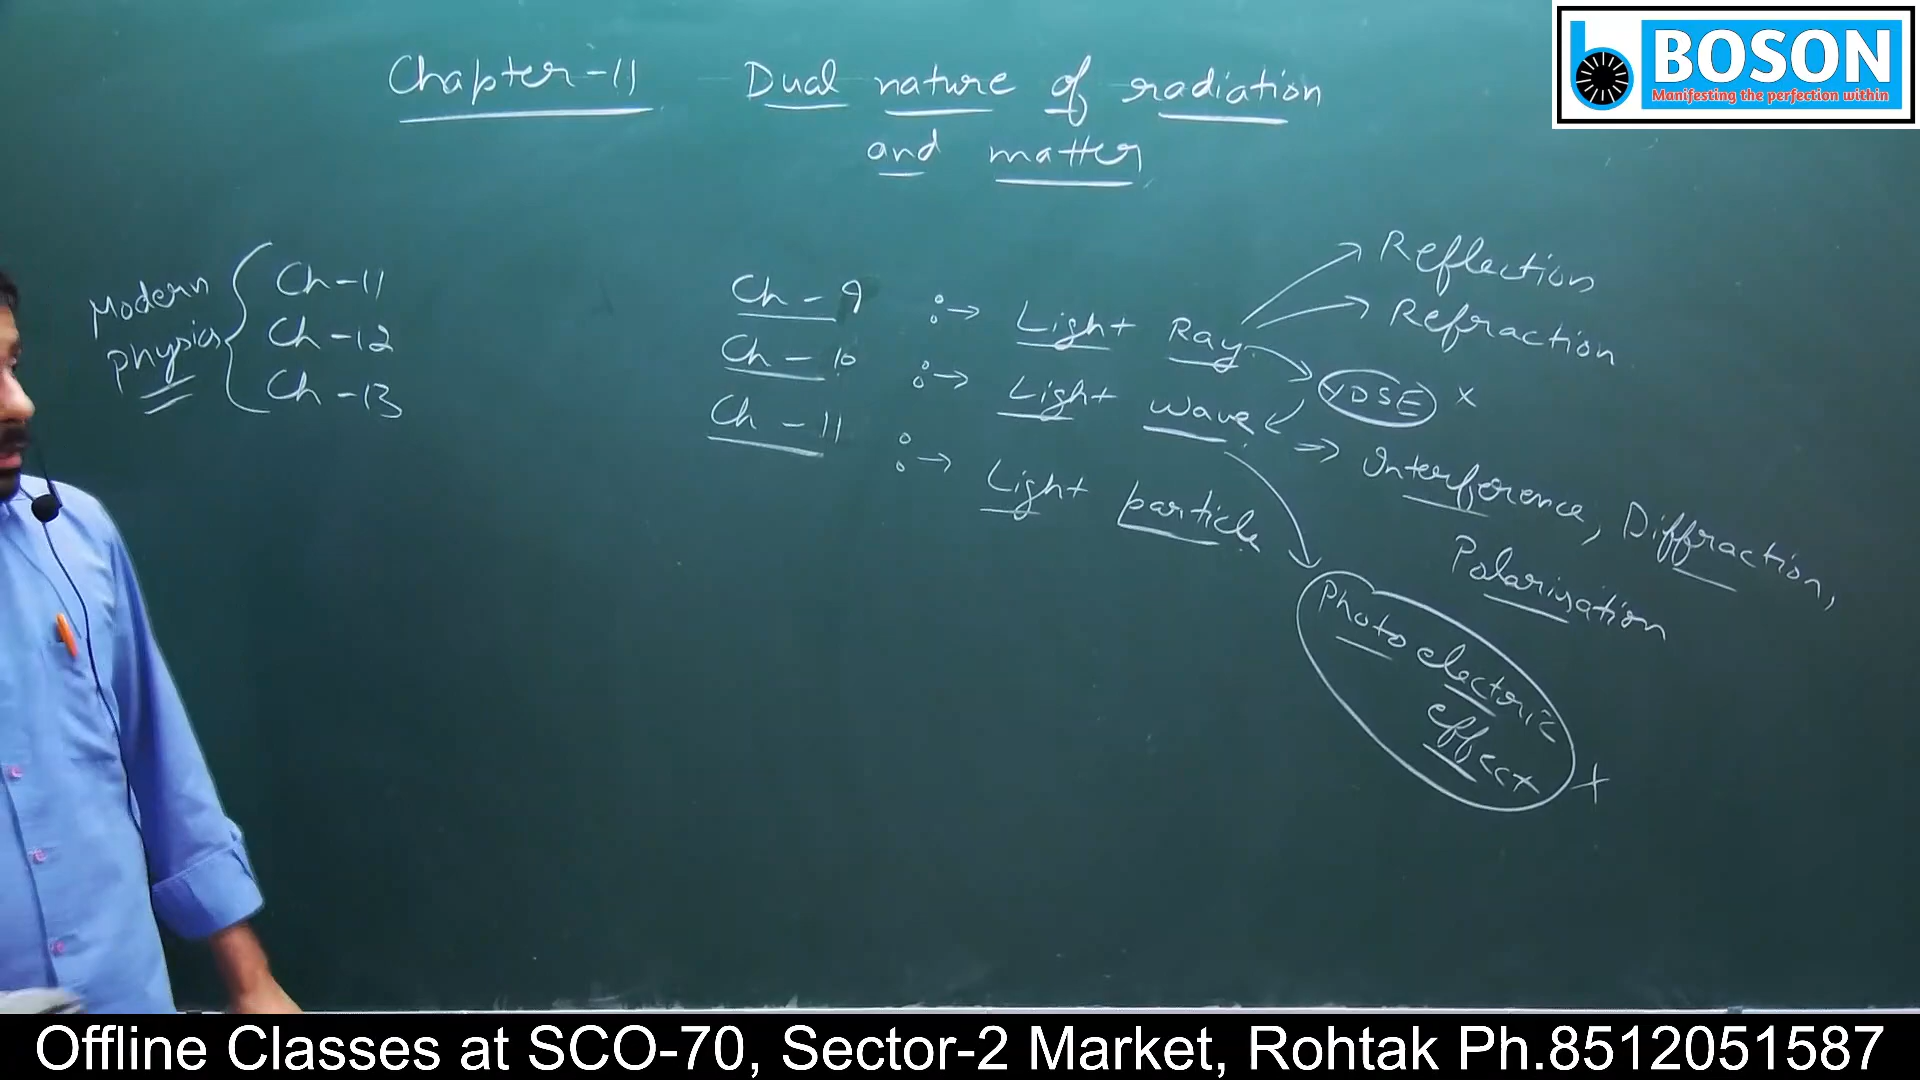 BOSON
Manifesting the perfection within
Chapter-11 Dual nature of radiation
and matter
Modern
physics
Ch-11
Ch-12
Ch-13
Ch-9 :→ Light Ray
Reflection
Refraction
YDSE ×
Ch-10 :→ Light wave
⇒ Interference, Diffraction,
Polarisation
Ch-11 :→ Light particle
Photoelectoric
effect ×
Offline Classes at SCO-70, Sector-2 Market, Rohtak Ph.8512051587